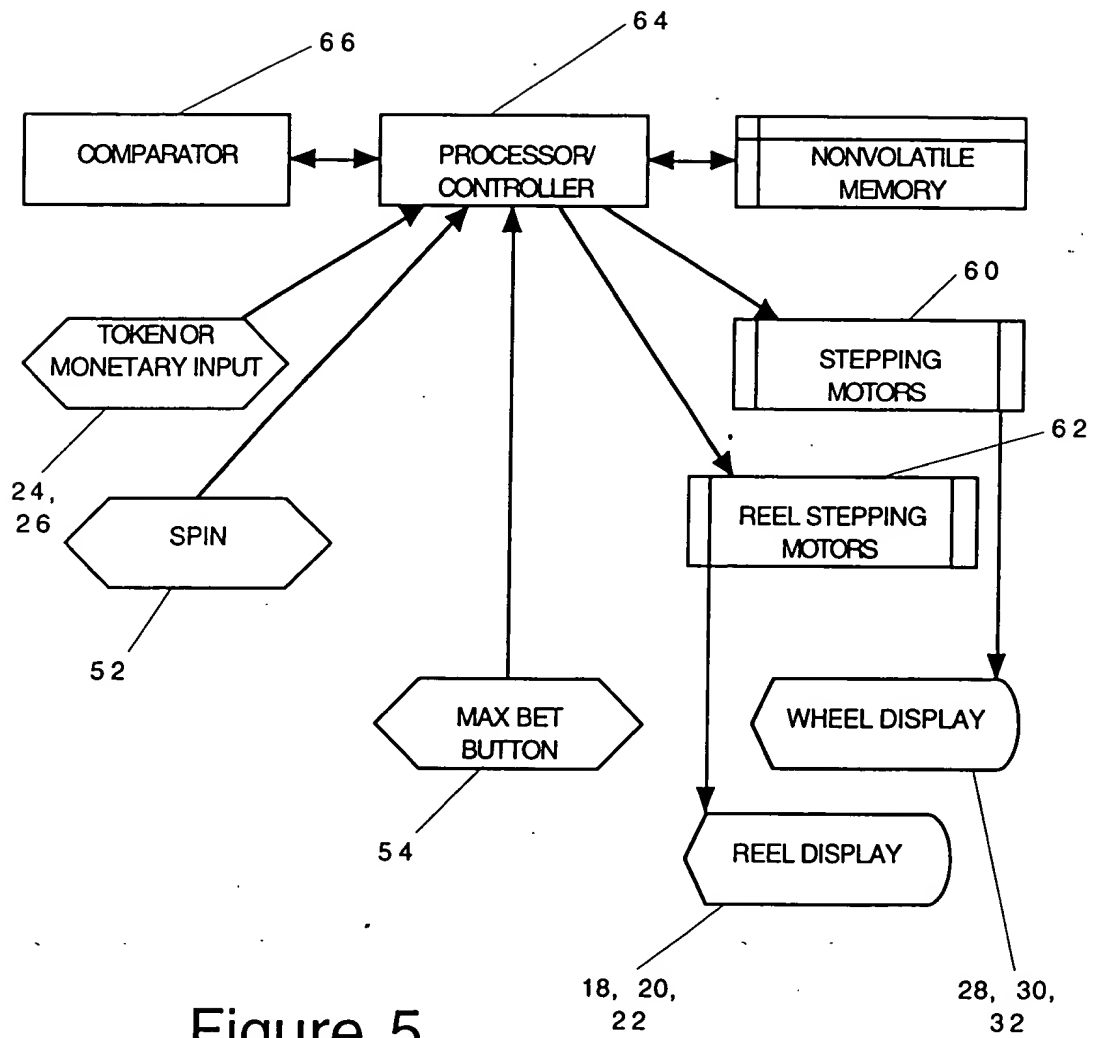 66
64
COMPARATOR
PROCESSOR/
CONTROLLER
NONVOLATILE
MEMORY
60
TOKEN OR
MONETARY INPUT
STEPPING
MOTORS
62
24,
26
SPIN
REEL STEPPING
MOTORS
52
MAX BET
BUTTON
WHEEL DISPLAY
54
REEL DISPLAY
18, 20,
22
28, 30,
32
Figure 5